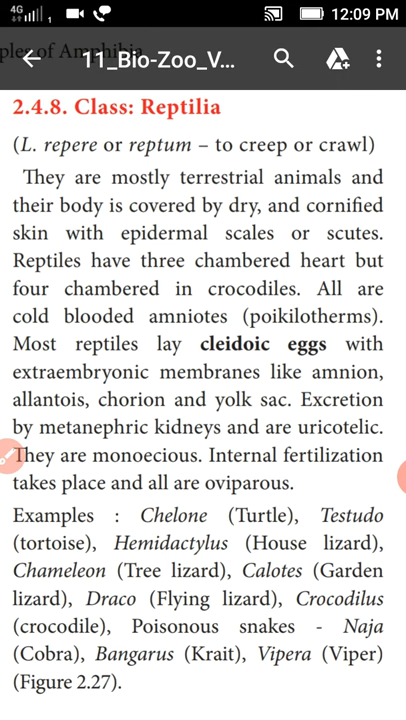 4G
1
12:09 PM
ples of Amphibia
11_Bio-Zoo_V...
2.4.8. Class: Reptilia
(L. repere or reptum – to creep or crawl)
They are mostly terrestrial animals and
their body is covered by dry, and cornified
skin with epidermal scales or scutes.
Reptiles have three chambered heart but
four chambered in crocodiles. All are
cold blooded amniotes (poikilotherms).
Most reptiles lay cleidoic eggs with
extraembryonic membranes like amnion,
allantois, chorion and yolk sac. Excretion
by metanephric kidneys and are uricotelic.
They are monoecious. Internal fertilization
takes place and all are oviparous.
Examples : Chelone (Turtle), Testudo
(tortoise), Hemidactylus (House lizard),
Chameleon (Tree lizard), Calotes (Garden
lizard), Draco (Flying lizard), Crocodilus
(crocodile), Poisonous snakes - Naja
(Cobra), Bangarus (Krait), Vipera (Viper)
(Figure 2.27).